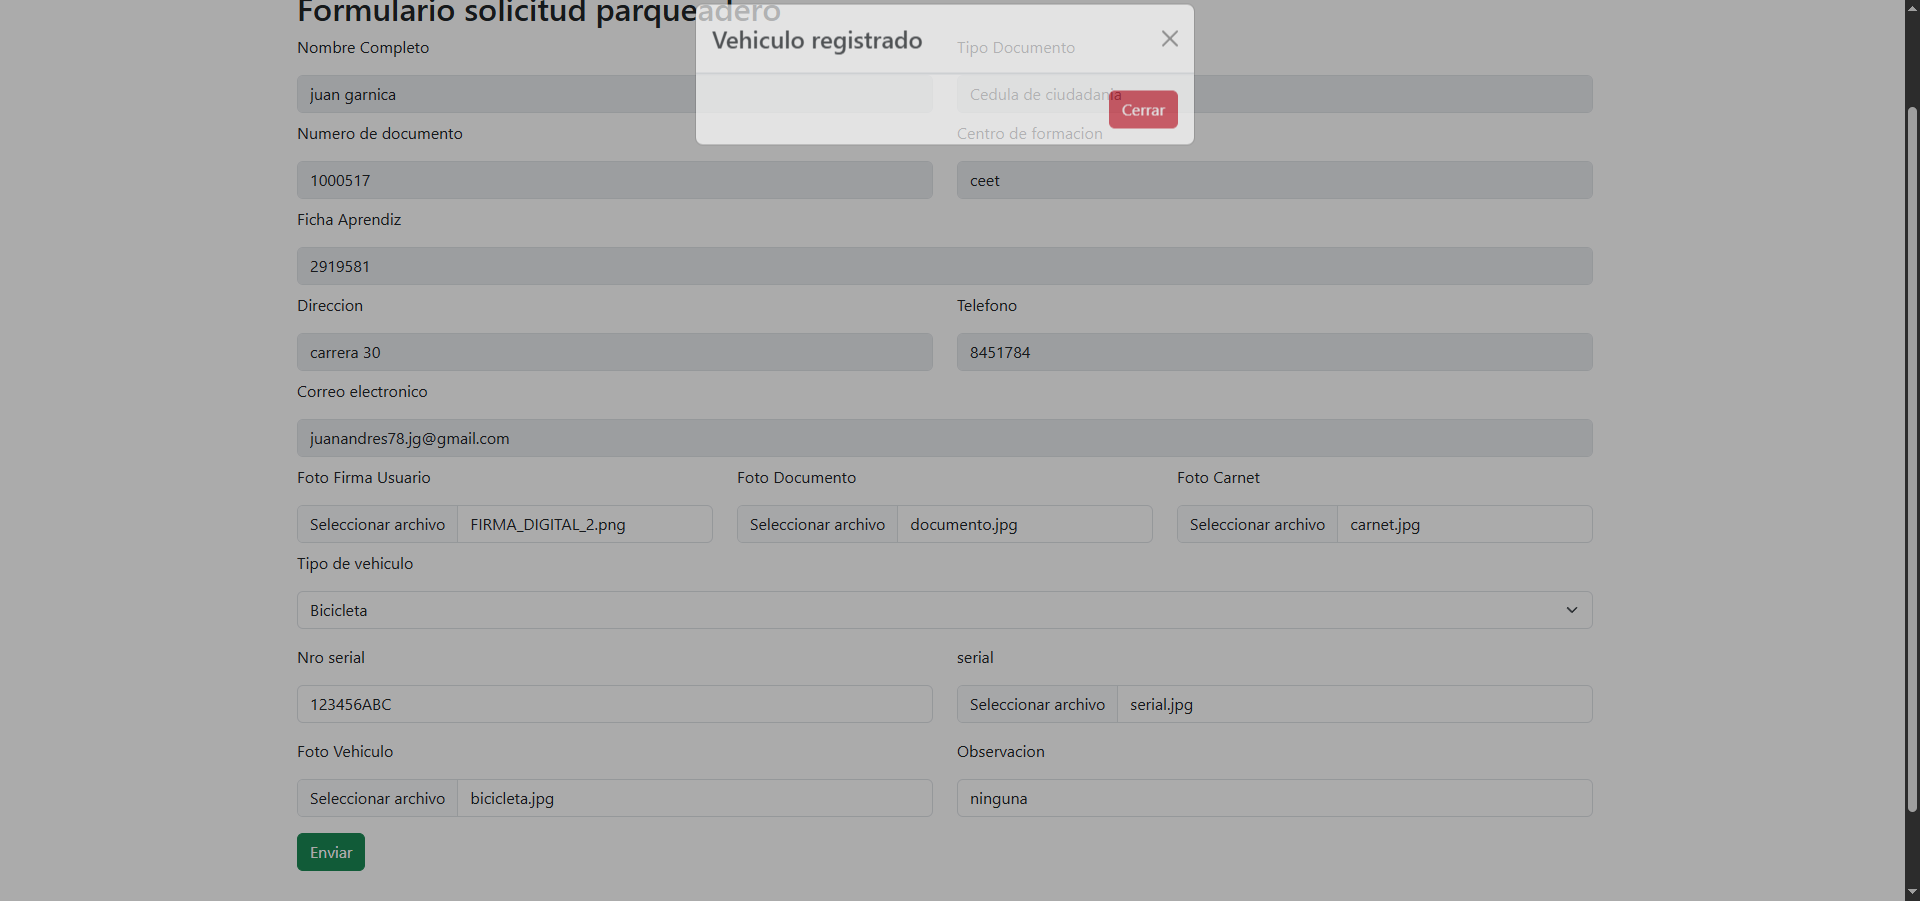 Formulario solicitud parqueadero
Vehiculo registrado
Nombre Completo
Tipo Documento
juan garnica
Cedula de ciudadania
Cerrar
Numero de documento
Centro de formacion
1000517
ceet
Ficha Aprendiz
2919581
Direccion
Telefono
carrera 30
8451784
Correo electronico
juanandres78.jg@gmail.com
Foto Firma Usuario
Foto Documento
Foto Carnet
Seleccionar archivo FIRMA_DIGITAL_2.png
Seleccionar archivo documento.jpg
Seleccionar archivo carnet.jpg
Tipo de vehiculo
Bicicleta
Nro serial
serial
123456ABC
Seleccionar archivo serial.jpg
Foto Vehiculo
Observacion
Seleccionar archivo bicicleta.jpg
ninguna
Enviar